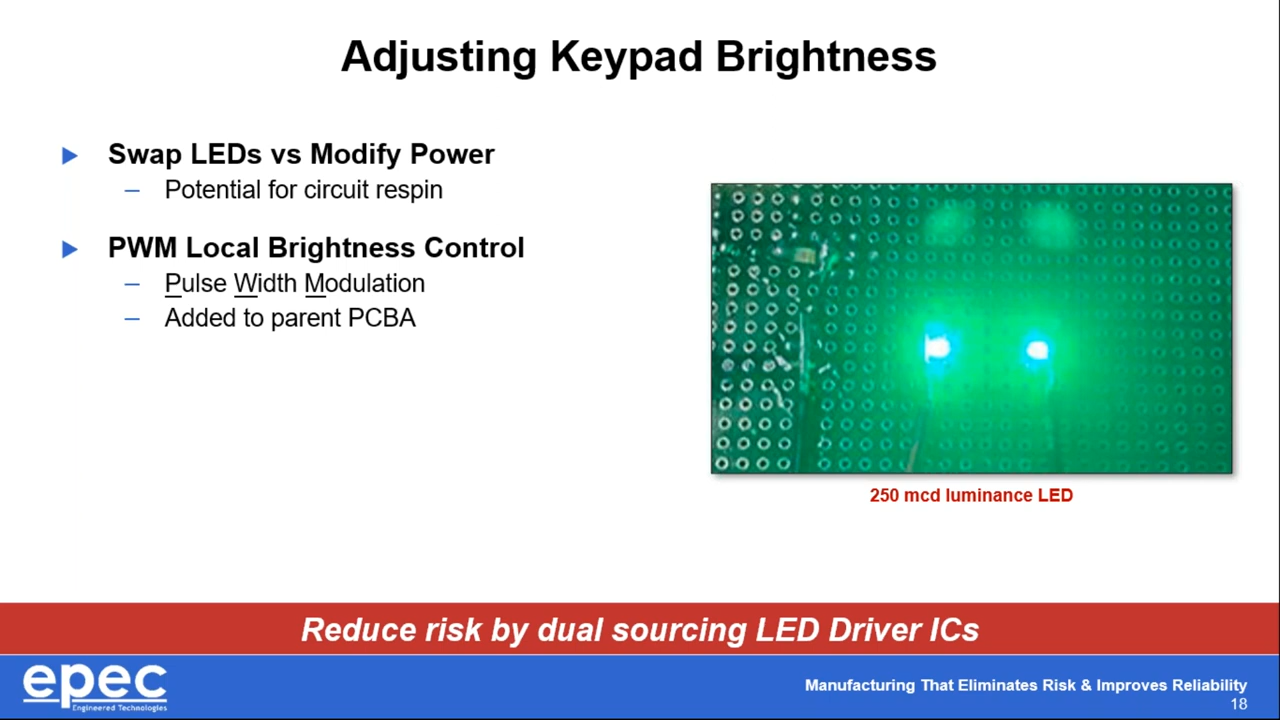 Adjusting Keypad Brightness
Swap LEDs vs Modify Power
– Potential for circuit respin
PWM Local Brightness Control
– Pulse Width Modulation
– Added to parent PCBA
250 mcd luminance LED
Reduce risk by dual sourcing LED Driver ICs
epec
Engineered Technologies
Manufacturing That Eliminates Risk & Improves Reliability
18